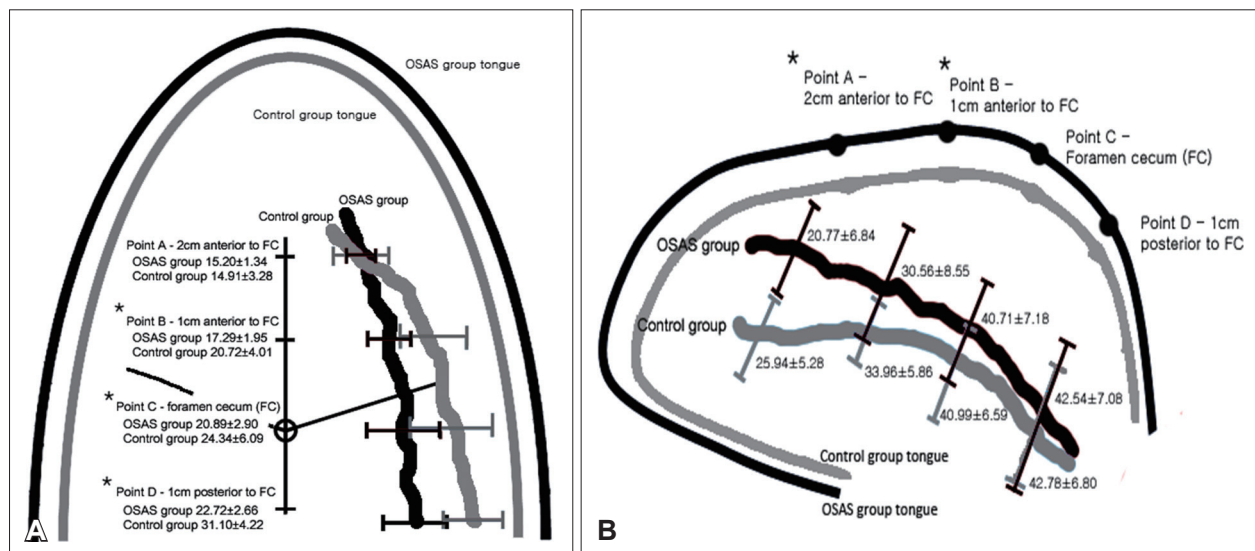 OSAS group tongue
Control group tongue
OSAS group
Control group
Point A - 2cm anterior to FC
OSAS group 15.20±1.34
Control group 14.91±3.28
* Point B - 1cm anterior to FC
OSAS group 17.29±1.95
Control group 20.72±4.01
* Point C - foramen cecum (FC)
OSAS group 20.89±2.90
Control group 24.34±6.09
* Point D - 1cm posterior to FC
OSAS group 22.72±2.66
Control group 31.10±4.22
A
* Point A –
2cm anterior to FC
* Point B –
1cm anterior to FC
Point C –
Foramen cecum (FC)
Point D – 1cm
posterior to FC
OSAS group
20.77±6.84
30.56±8.55
40.71±7.18
42.54±7.08
Control group
25.94±5.28
33.96±5.86
40.99±6.59
42.78±6.80
Control group tongue
OSAS group tongue
B